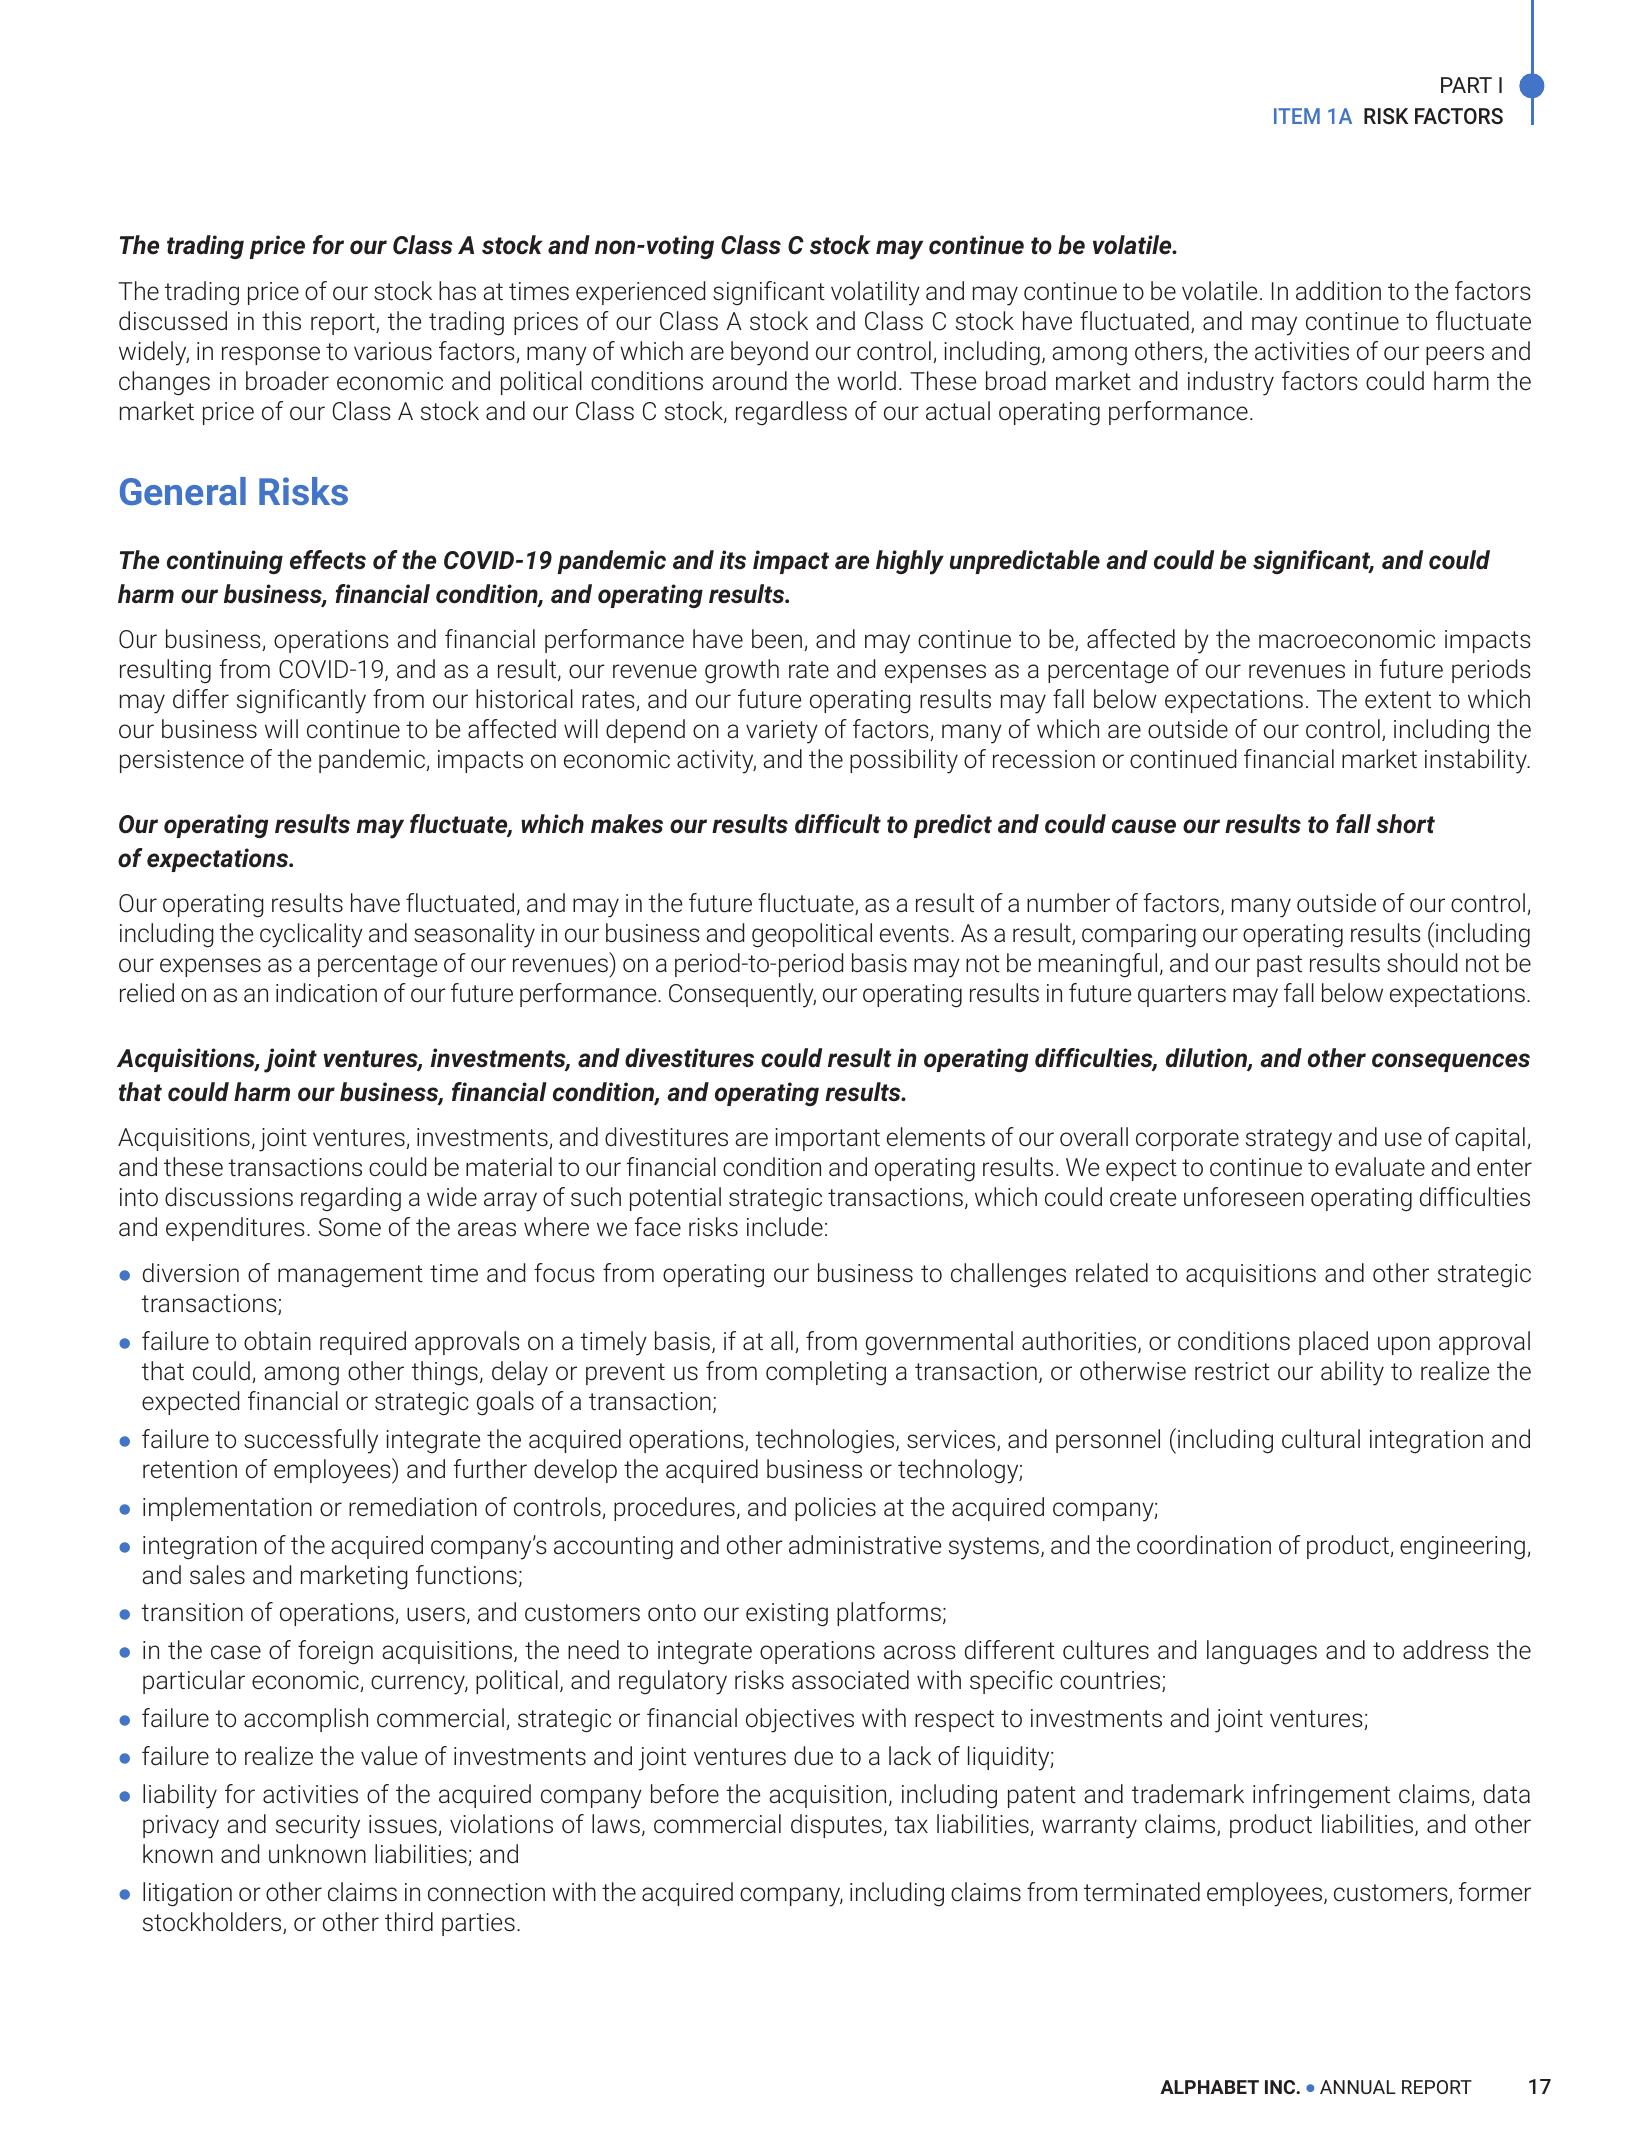 PART I
ITEM 1A RISK FACTORS
The trading price for our Class A stock and non-voting Class C stock may continue to be volatile.
The trading price of our stock has at times experienced significant volatility and may continue to be volatile. In addition to the factors
discussed in this report, the trading prices of our Class A stock and Class C stock have fluctuated, and may continue to fluctuate
widely, in response to various factors, many of which are beyond our control, including, among others, the activities of our peers and
changes in broader economic and political conditions around the world. These broad market and industry factors could harm the
market price of our Class A stock and our Class C stock, regardless of our actual operating performance.
General Risks
The continuing effects of the COVID-19 pandemic and its impact are highly unpredictable and could be significant, and could
harm our business, financial condition, and operating results.
Our business, operations and financial performance have been, and may continue to be, affected by the macroeconomic impacts
resulting from COVID-19, and as a result, our revenue growth rate and expenses as a percentage of our revenues in future periods
may differ significantly from our historical rates, and our future operating results may fall below expectations. The extent to which
our business will continue to be affected will depend on a variety of factors, many of which are outside of our control, including the
persistence of the pandemic, impacts on economic activity, and the possibility of recession or continued financial market instability.
Our operating results may fluctuate, which makes our results difficult to predict and could cause our results to fall short
of expectations.
Our operating results have fluctuated, and may in the future fluctuate, as a result of a number of factors, many outside of our control,
including the cyclicality and seasonality in our business and geopolitical events. As a result, comparing our operating results (including
our expenses as a percentage of our revenues) on a period-to-period basis may not be meaningful, and our past results should not be
relied on as an indication of our future performance. Consequently, our operating results in future quarters may fall below expectations.
Acquisitions, joint ventures, investments, and divestitures could result in operating difficulties, dilution, and other consequences
that could harm our business, financial condition, and operating results.
Acquisitions, joint ventures, investments, and divestitures are important elements of our overall corporate strategy and use of capital,
and these transactions could be material to our financial condition and operating results. We expect to continue to evaluate and enter
into discussions regarding a wide array of such potential strategic transactions, which could create unforeseen operating difficulties
and expenditures. Some of the areas where we face risks include:
● diversion of management time and focus from operating our business to challenges related to acquisitions and other strategic
transactions;
● failure to obtain required approvals on a timely basis, if at all, from governmental authorities, or conditions placed upon approval
that could, among other things, delay or prevent us from completing a transaction, or otherwise restrict our ability to realize the
expected financial or strategic goals of a transaction;
● failure to successfully integrate the acquired operations, technologies, services, and personnel (including cultural integration and
retention of employees) and further develop the acquired business or technology;
● implementation or remediation of controls, procedures, and policies at the acquired company;
● integration of the acquired company's accounting and other administrative systems, and the coordination of product, engineering,
and sales and marketing functions;
● transition of operations, users, and customers onto our existing platforms;
● in the case of foreign acquisitions, the need to integrate operations across different cultures and languages and to address the
particular economic, currency, political, and regulatory risks associated with specific countries;
● failure to accomplish commercial, strategic or financial objectives with respect to investments and joint ventures;
● failure to realize the value of investments and joint ventures due to a lack of liquidity;
● liability for activities of the acquired company before the acquisition, including patent and trademark infringement claims, data
privacy and security issues, violations of laws, commercial disputes, tax liabilities, warranty claims, product liabilities, and other
known and unknown liabilities; and
● litigation or other claims in connection with the acquired company, including claims from terminated employees, customers, former
stockholders, or other third parties.
ALPHABET INC. ● ANNUAL REPORT 17